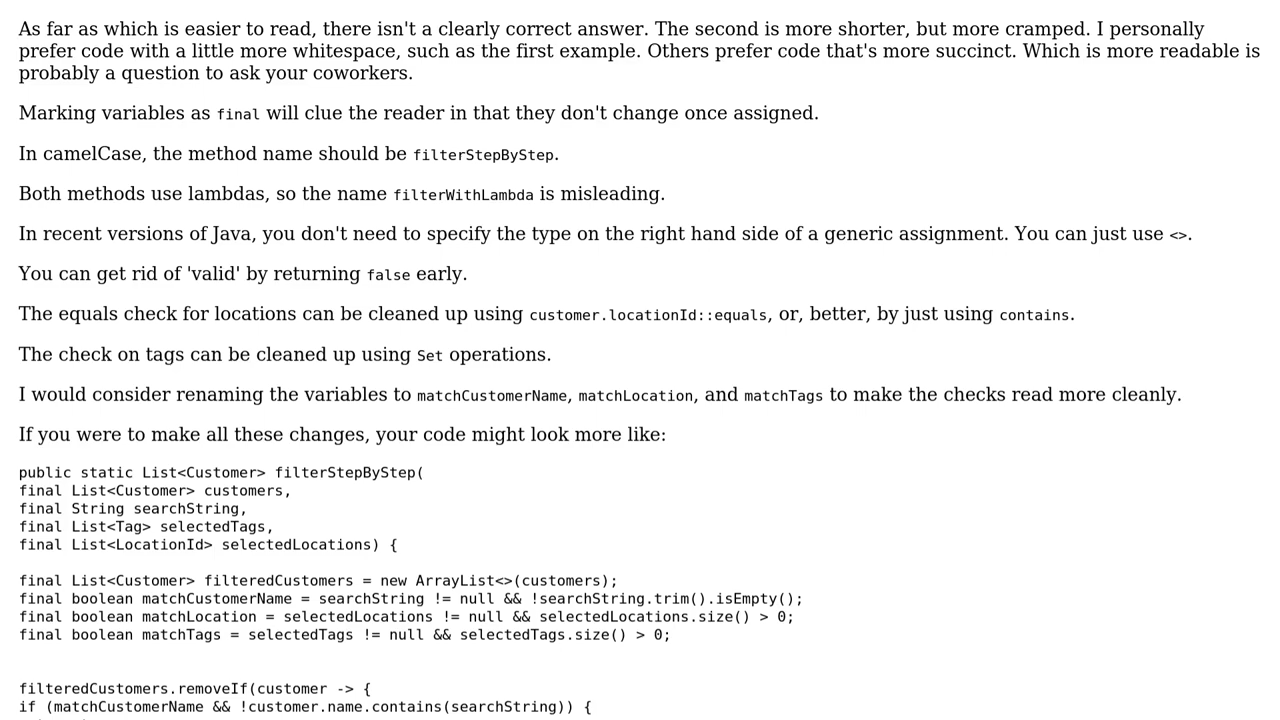 As far as which is easier to read, there isn't a clearly correct answer. The second is more shorter, but more cramped. I personally
prefer code with a little more whitespace, such as the first example. Others prefer code that's more succinct. Which is more readable is
probably a question to ask your coworkers.
Marking variables as final will clue the reader in that they don't change once assigned.
In camelCase, the method name should be filterStepByStep.
Both methods use lambdas, so the name filterWithLambda is misleading.
In recent versions of Java, you don't need to specify the type on the right hand side of a generic assignment. You can just use <>.
You can get rid of 'valid' by returning false early.
The equals check for locations can be cleaned up using customer.locationId::equals, or, better, by just using contains.
The check on tags can be cleaned up using Set operations.
I would consider renaming the variables to matchCustomerName, matchLocation, and matchTags to make the checks read more cleanly.
If you were to make all these changes, your code might look more like:
public static List<Customer> filterStepByStep(
final List<Customer> customers,
final String searchString,
final List<Tag> selectedTags,
final List<LocationId> selectedLocations) {
final List<Customer> filteredCustomers = new ArrayList<>(customers);
final boolean matchCustomerName = searchString != null && !searchString.trim().isEmpty();
final boolean matchLocation = selectedLocations != null && selectedLocations.size() > 0;
final boolean matchTags = selectedTags != null && selectedTags.size() > 0;
filteredCustomers.removeIf(customer -> {
if (matchCustomerName && !customer.name.contains(searchString)) {